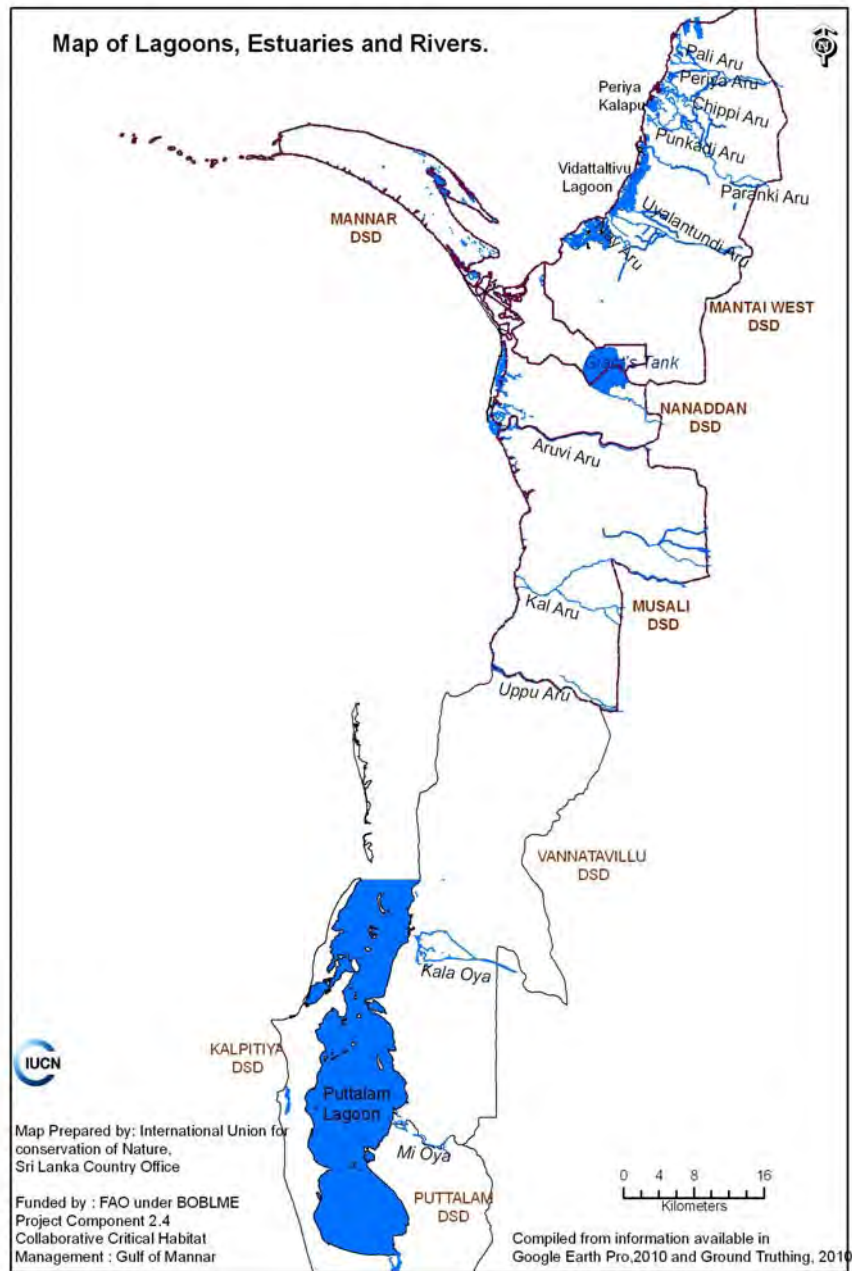 Map of Lagoons, Estuaries and Rivers.
N
Pali Aru
Periya Aru
Periya
Kalapu
Chippi Aru
Punkadi Aru
Vidattaltivu
Lagoon
Paranki Aru
MANNAR
DSD
Uyalantundi Aru
Nay Aru
MANTAI WEST
DSD
Giant's Tank
NANADDAN
DSD
Aruvi Aru
Kal Aru
MUSALI
DSD
Uppu Aru
VANNATAVILLU
DSD
Kala Oya
KALPITIYA
DSD
IUCN
Puttalam
Lagoon
Mi Oya
PUTTALAM
DSD
Map Prepared by: International Union for
conservation of Nature,
Sri Lanka Country Office
Funded by : FAO under BOBLME
Project Component 2.4
Collaborative Critical Habitat
Management : Gulf of Mannar
0 4 8 16
Kilometers
Compiled from information available in
Google Earth Pro,2010 and Ground Truthing, 2010